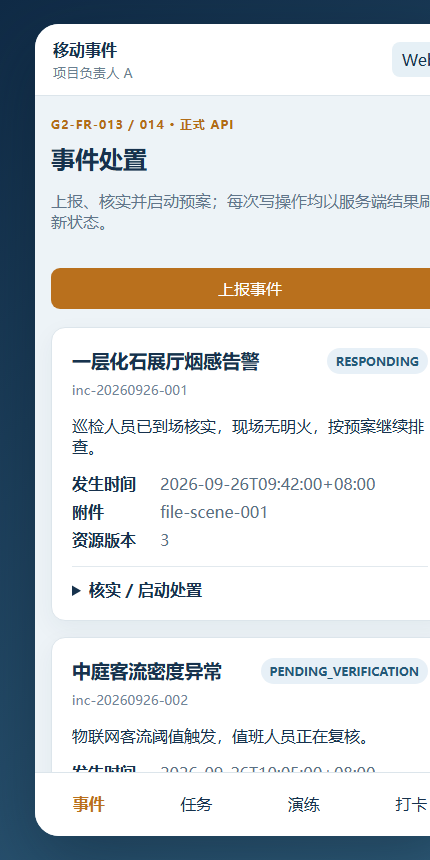 移动事件
项目负责人 A
Web
G2-FR-013 / 014 • 正式 API
事件处置
上报、核实并启动预案；每次写操作均以服务端结果刷
新状态。
上报事件
一层化石展厅烟感告警
RESPONDING
inc-20260926-001
巡检人员已到场核实，现场无明火，按预案继续排
查。
发生时间 2026-09-26T09:42:00+08:00
附件 file-scene-001
资源版本 3
▶ 核实 / 启动处置
中庭客流密度异常
PENDING_VERIFICATION
inc-20260926-002
物联网客流阈值触发，值班人员正在复核。
发生时间 2026-09-26T10:05:00+08:00
事件 任务 演练 打卡